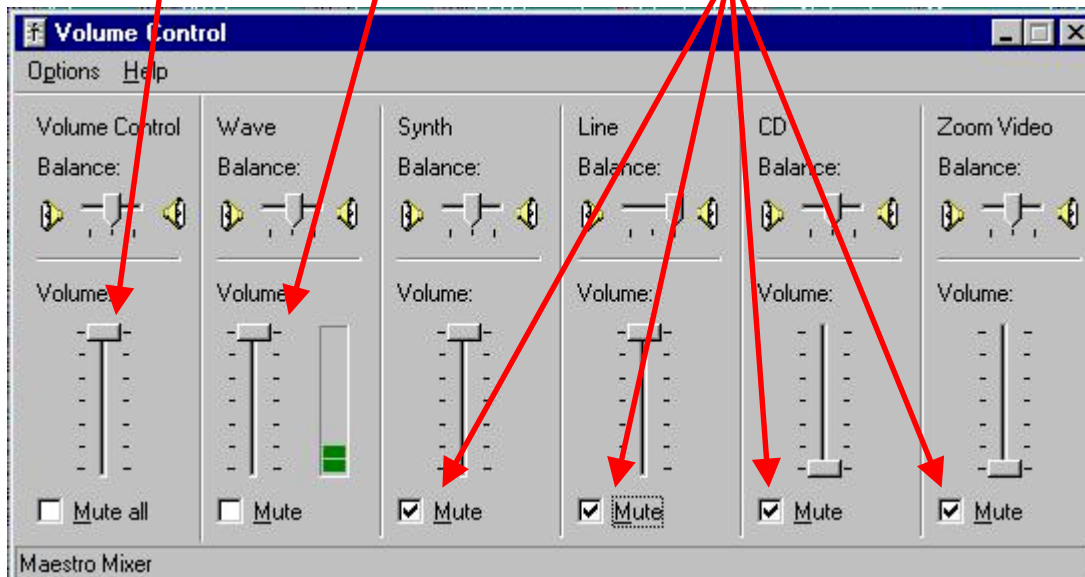 Volume Control
Options Help
Volume Control Wave Synth Line CD Zoom Video
Balance: Balance: Balance: Balance: Balance: Balance:
Volume: Volume: Volume: Volume: Volume: Volume:
Mute all Mute Mute Mute Mute Mute
Maestro Mixer